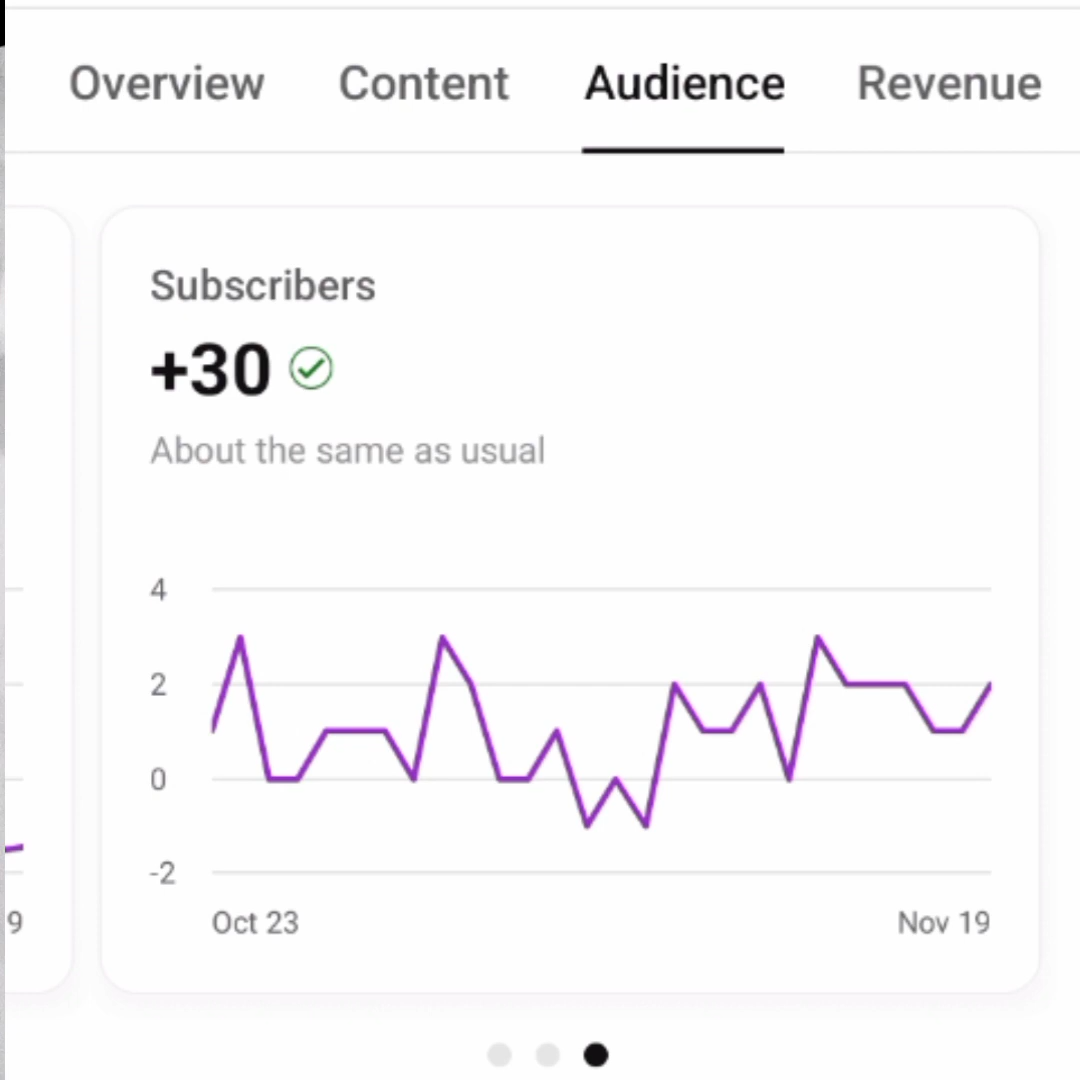 Overview Content Audience Revenue
Subscribers
+30
About the same as usual
4
2
0
-2
9
Oct 23 Nov 19